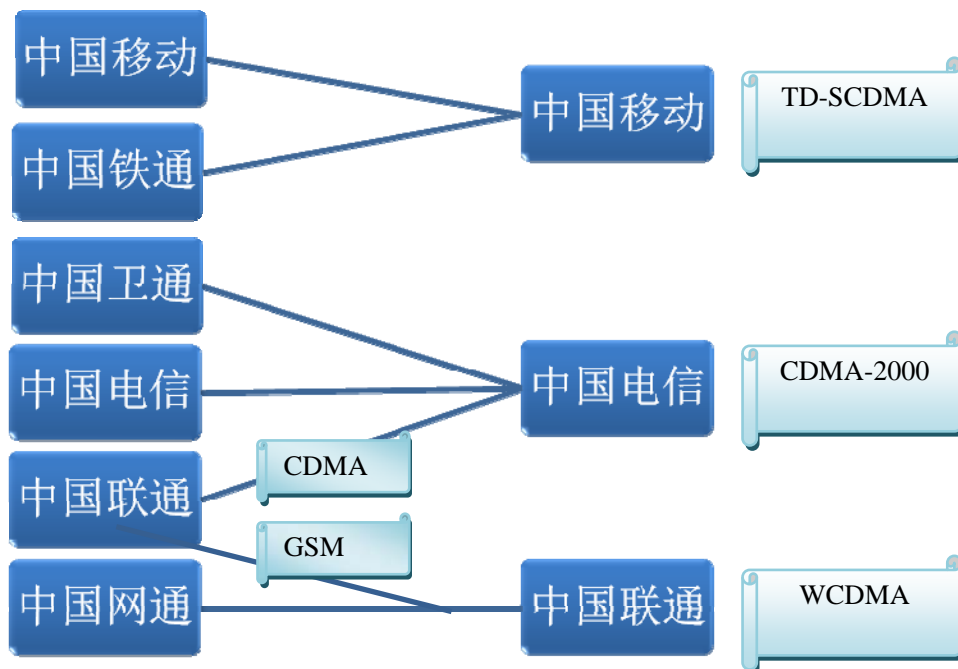 中国移动
中国铁通
中国卫通
中国电信
中国联通
中国网通
CDMA
GSM
中国移动
中国电信
中国联通
TD-SCDMA
CDMA-2000
WCDMA